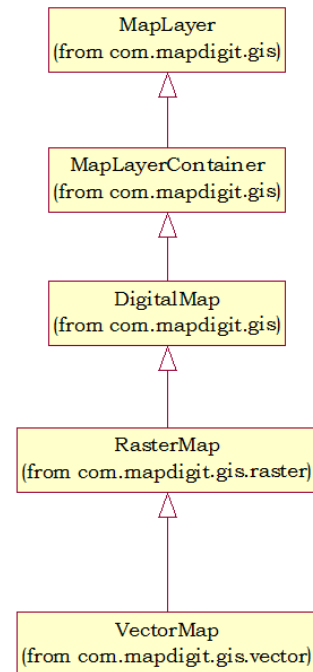 MapLayer
(from com.mapdigit.gis)
MapLayerContainer
(from com.mapdigit.gis)
DigitalMap
(from com.mapdigit.gis)
RasterMap
(from com.mapdigit.gis.raster)
VectorMap
(from com.mapdigit.gis.vector)